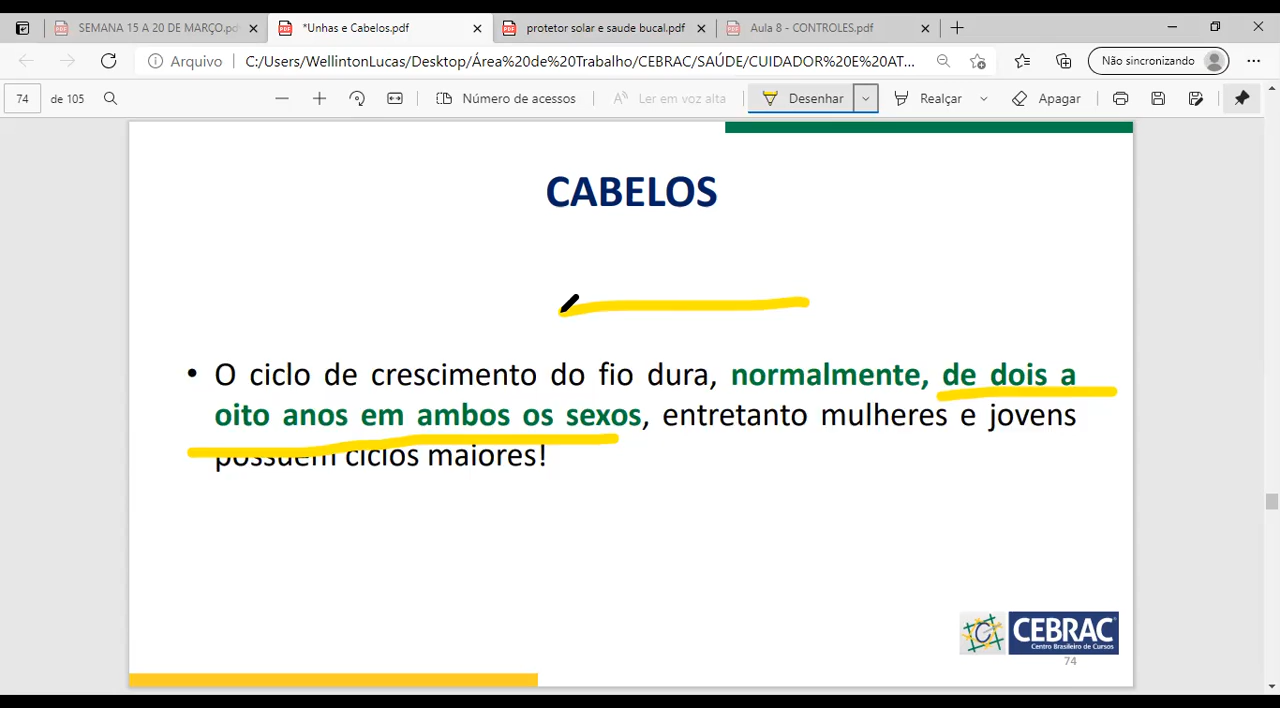 SEMANA 15 A 20 DE MARÇO.pd
*Unhas e Cabelos.pdf
protetor solar e saude bucal.pdf
Aula 8 - CONTROLES.pdf
Arquivo
C:/Users/WellintonLucas/Desktop/Área%20de%20Trabalho/CEBRAC/SAÚDE/CUIDADOR%20E%20AT...
Não sincronizando
74 de 105
Número de acessos
Ler em voz alta
Desenhar
Realçar
Apagar
CABELOS
• O ciclo de crescimento do fio dura, normalmente, de dois a
oito anos em ambos os sexos, entretanto mulheres e jovens
possuem ciclos maiores!
CEBRAC
Centro Brasileiro de Cursos
74